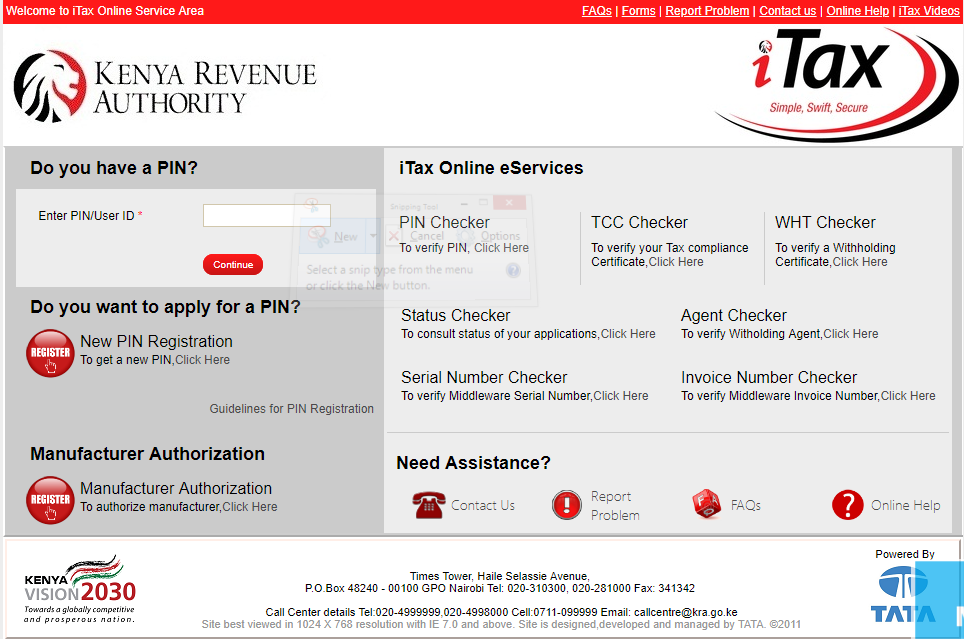 Welcome to iTax Online Service Area
FAQs | Forms | Report Problem | Contact us | Online Help | iTax Videos
KENYA REVENUE
AUTHORITY
iTax
Simple, Swift, Secure
Do you have a PIN?
Enter PIN/User ID *
Continue
Do you want to apply for a PIN?
REGISTER
New PIN Registration
To get a new PIN,Click Here
Guidelines for PIN Registration
Manufacturer Authorization
REGISTER
Manufacturer Authorization
To authorize manufacturer,Click Here
iTax Online eServices
Snipping Tool
New Cancel Options
Select a snip type from the menu
or click the New button.
PIN Checker
To verify PIN, Click Here
TCC Checker
To verify your Tax compliance
Certificate,Click Here
WHT Checker
To verify a Withholding
Certificate,Click Here
Status Checker
To consult status of your applications,Click Here
Agent Checker
To verify Witholding Agent,Click Here
Serial Number Checker
To verify Middleware Serial Number,Click Here
Invoice Number Checker
To verify Middleware Invoice Number,Click Here
Need Assistance?
Contact Us
Report
Problem
FAQs
Online Help
KENYA
VISION 2030
Towards a globally competitive
and prosperous nation.
Times Tower, Haile Selassie Avenue,
P.O.Box 48240 - 00100 GPO Nairobi Tel: 020-310300, 020-281000 Fax: 341342
Call Center details Tel:020-4999999,020-4998000 Cell:0711-099999 Email: callcentre@kra.go.ke
Site best viewed in 1024 X 768 resolution with IE 7.0 and above. Site is designed,developed and managed by TATA. ©2011
Powered By
TATA